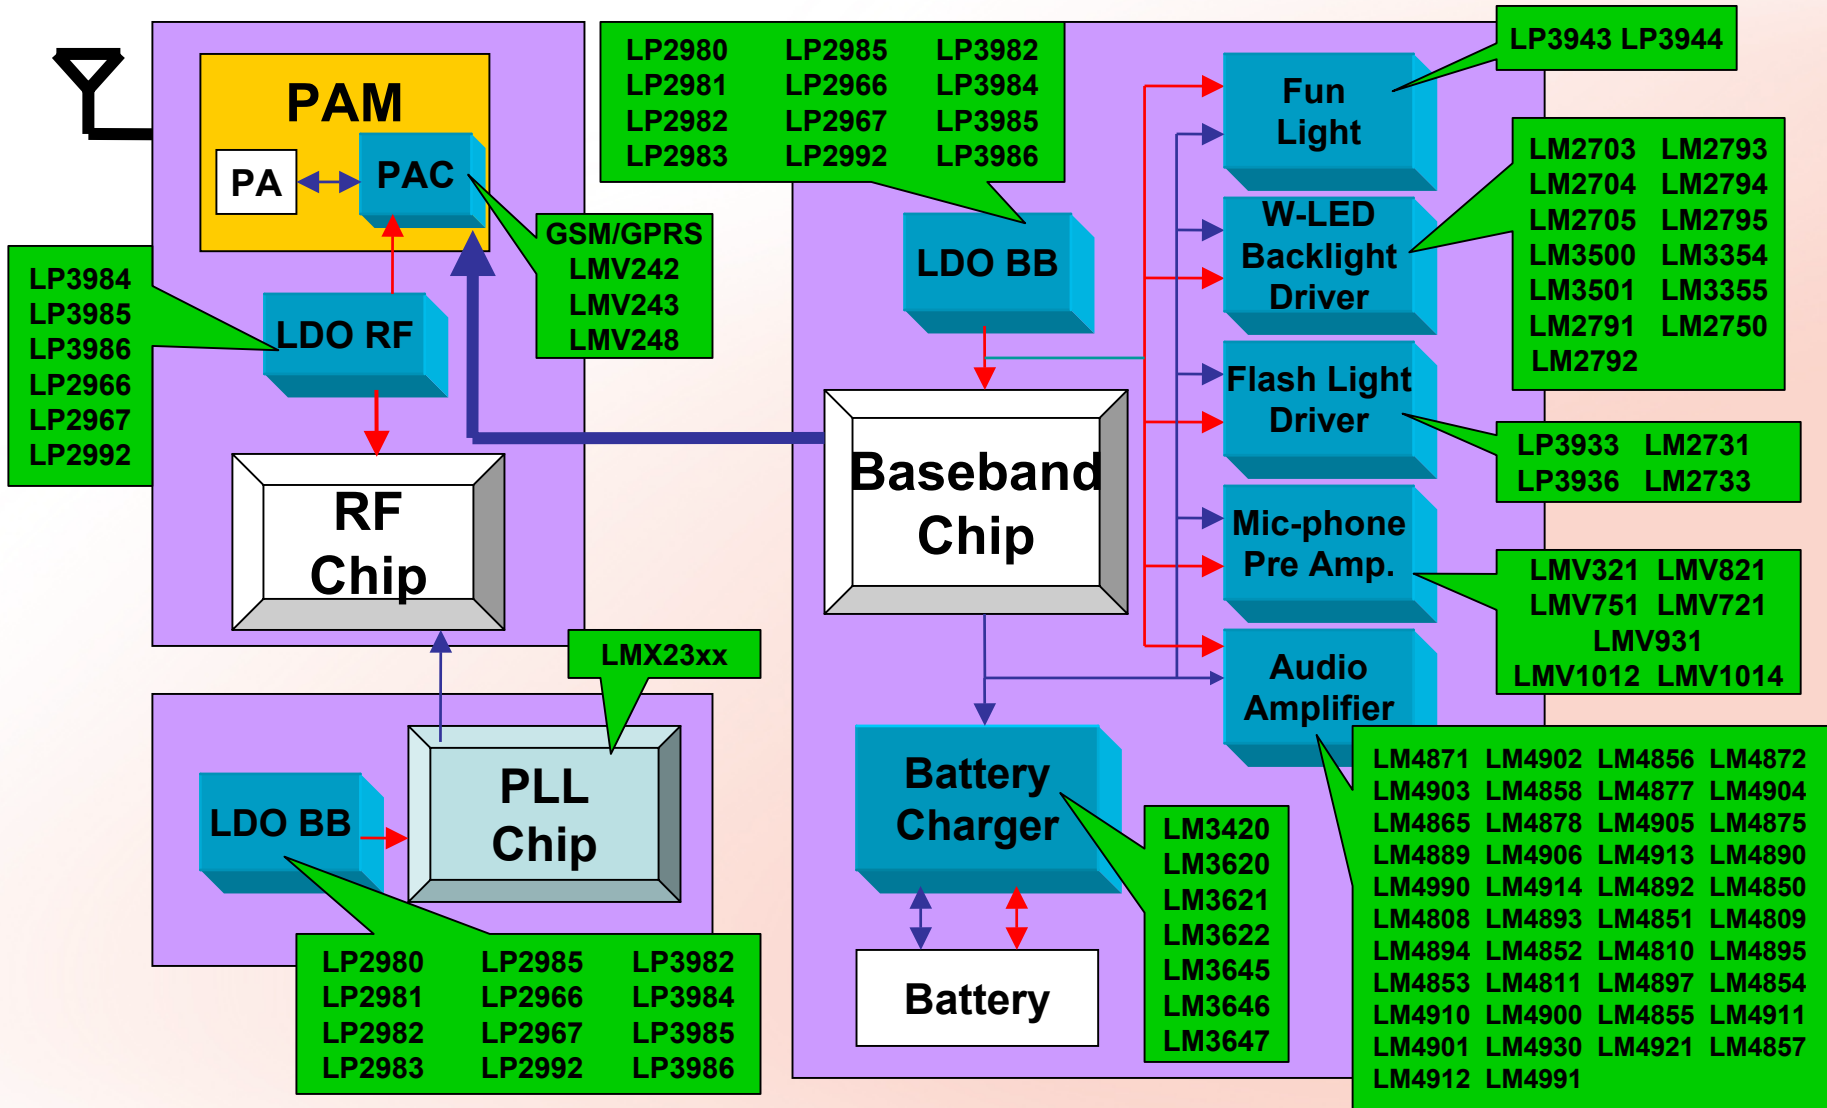 PAM
PA
PAC
GSM/GPRS
LMV242
LMV243
LMV248
LP3984
LP3985
LP3986
LP2966
LP2967
LP2992
LDO RF
RF
Chip
LMX23xx
PLL
Chip
LDO BB
LP2980 LP2985 LP3982
LP2981 LP2966 LP3984
LP2982 LP2967 LP3985
LP2983 LP2992 LP3986
LP2980 LP2985 LP3982
LP2981 LP2966 LP3984
LP2982 LP2967 LP3985
LP2983 LP2992 LP3986
LDO BB
Baseband
Chip
Battery
Charger
LM3420
LM3620
LM3621
LM3622
LM3645
LM3646
LM3647
Battery
Fun
Light
LP3943 LP3944
W-LED
Backlight
Driver
LM2703 LM2793
LM2704 LM2794
LM2705 LM2795
LM3500 LM3354
LM3501 LM3355
LM2791 LM2750
LM2792
Flash Light
Driver
LP3933 LM2731
LP3936 LM2733
Mic-phone
Pre Amp.
LMV321 LMV821
LMV751 LMV721
LMV931
LMV1012 LMV1014
Audio
Amplifier
LM4871 LM4902 LM4856 LM4872
LM4903 LM4858 LM4877 LM4904
LM4865 LM4878 LM4905 LM4875
LM4889 LM4906 LM4913 LM4890
LM4990 LM4914 LM4892 LM4850
LM4808 LM4893 LM4851 LM4809
LM4894 LM4852 LM4810 LM4895
LM4853 LM4811 LM4897 LM4854
LM4910 LM4900 LM4855 LM4911
LM4901 LM4930 LM4921 LM4857
LM4912 LM4991